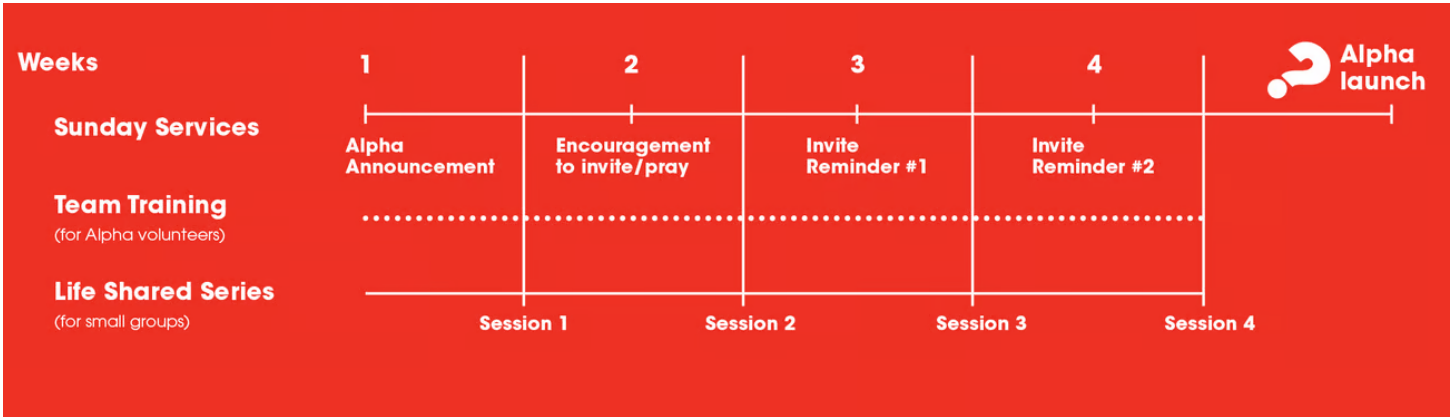 Weeks
1
2
3
4
Alpha
launch
Sunday Services
Alpha
Announcement
Encouragement
to invite/pray
Invite
Reminder #1
Invite
Reminder #2
Team Training
(for Alpha volunteers)
Life Shared Series
(for small groups)
Session 1
Session 2
Session 3
Session 4